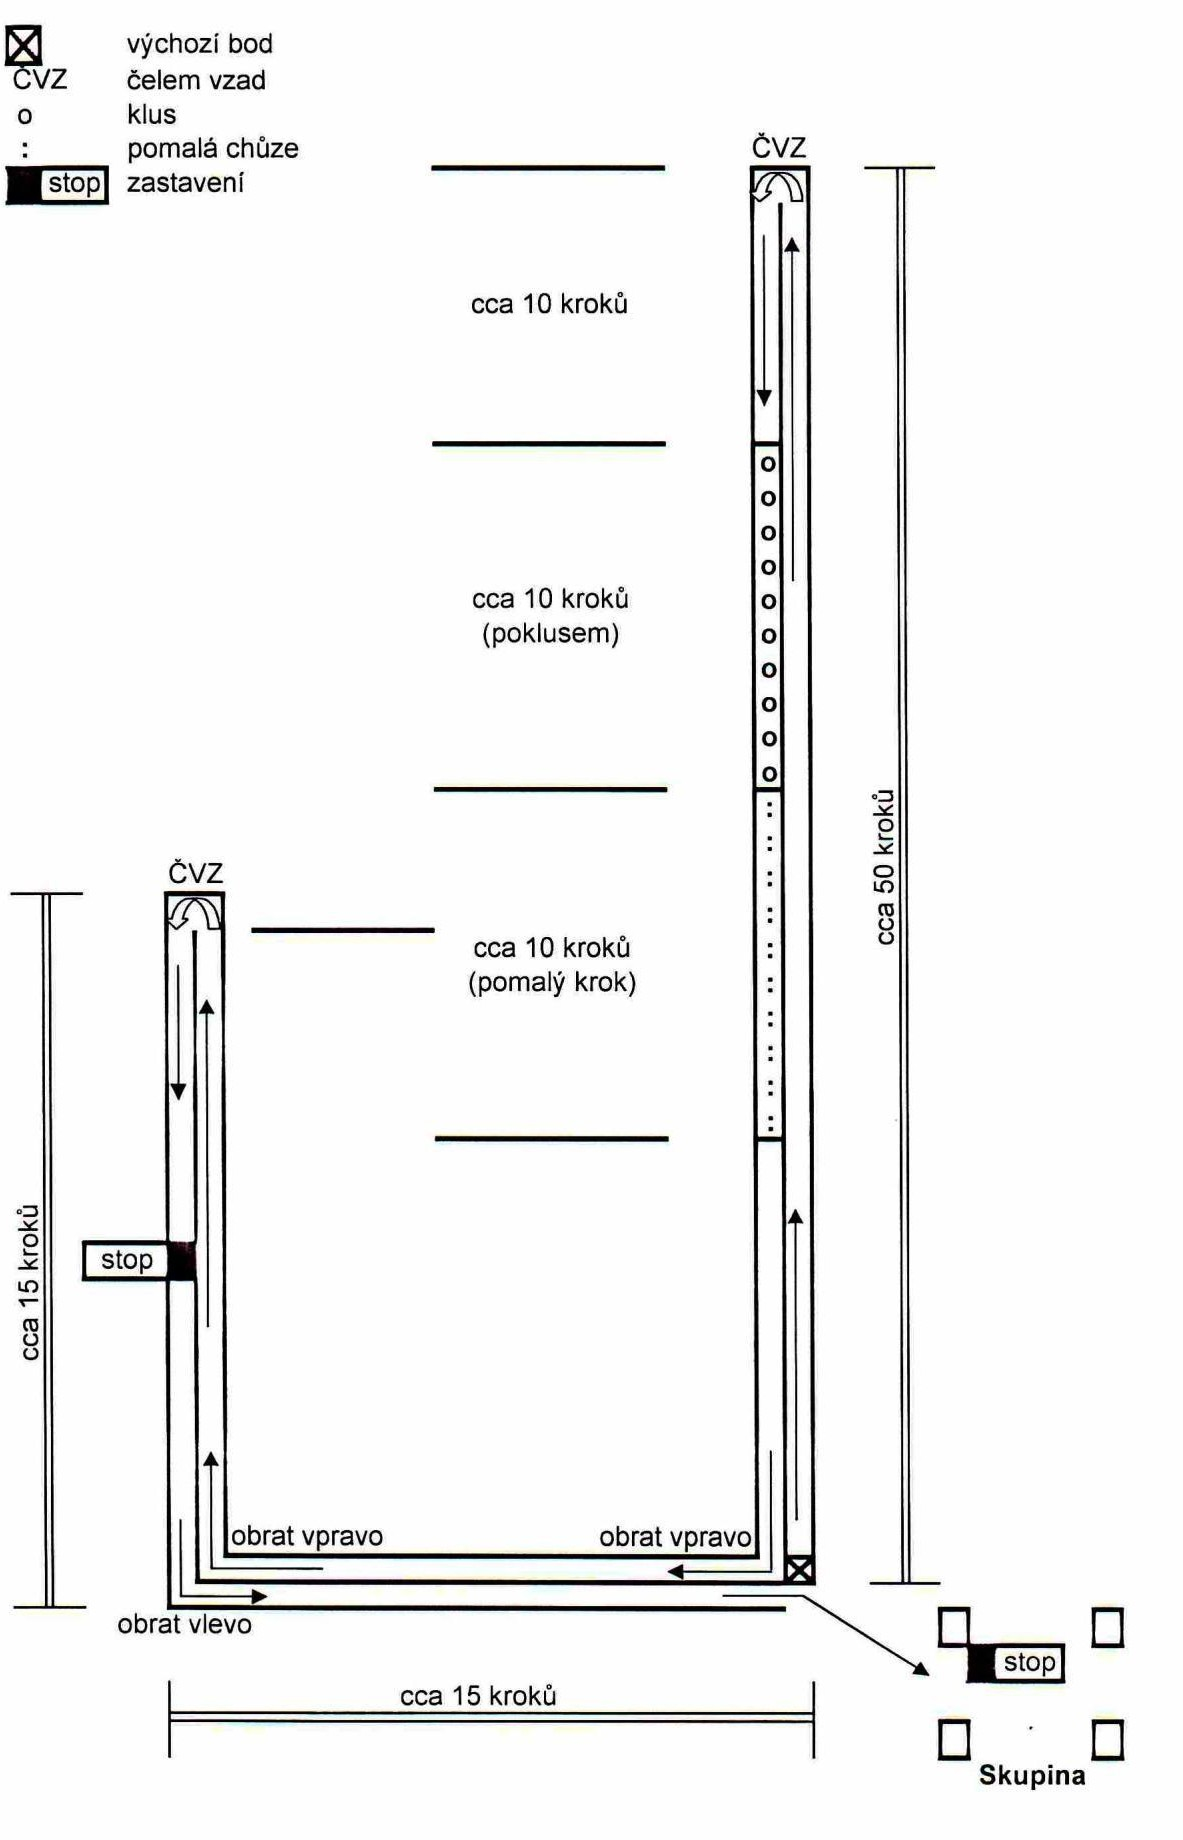 výchozí bod
ČVZ čelem vzad
o klus
: pomalá chůze
stop zastavení
ČVZ
cca 10 kroků
cca 10 kroků
(poklusem)
cca 50 kroků
ČVZ
cca 10 kroků
(pomalý krok)
cca 15 kroků
stop
obrat vpravo
obrat vpravo
obrat vlevo
stop
cca 15 kroků
Skupina